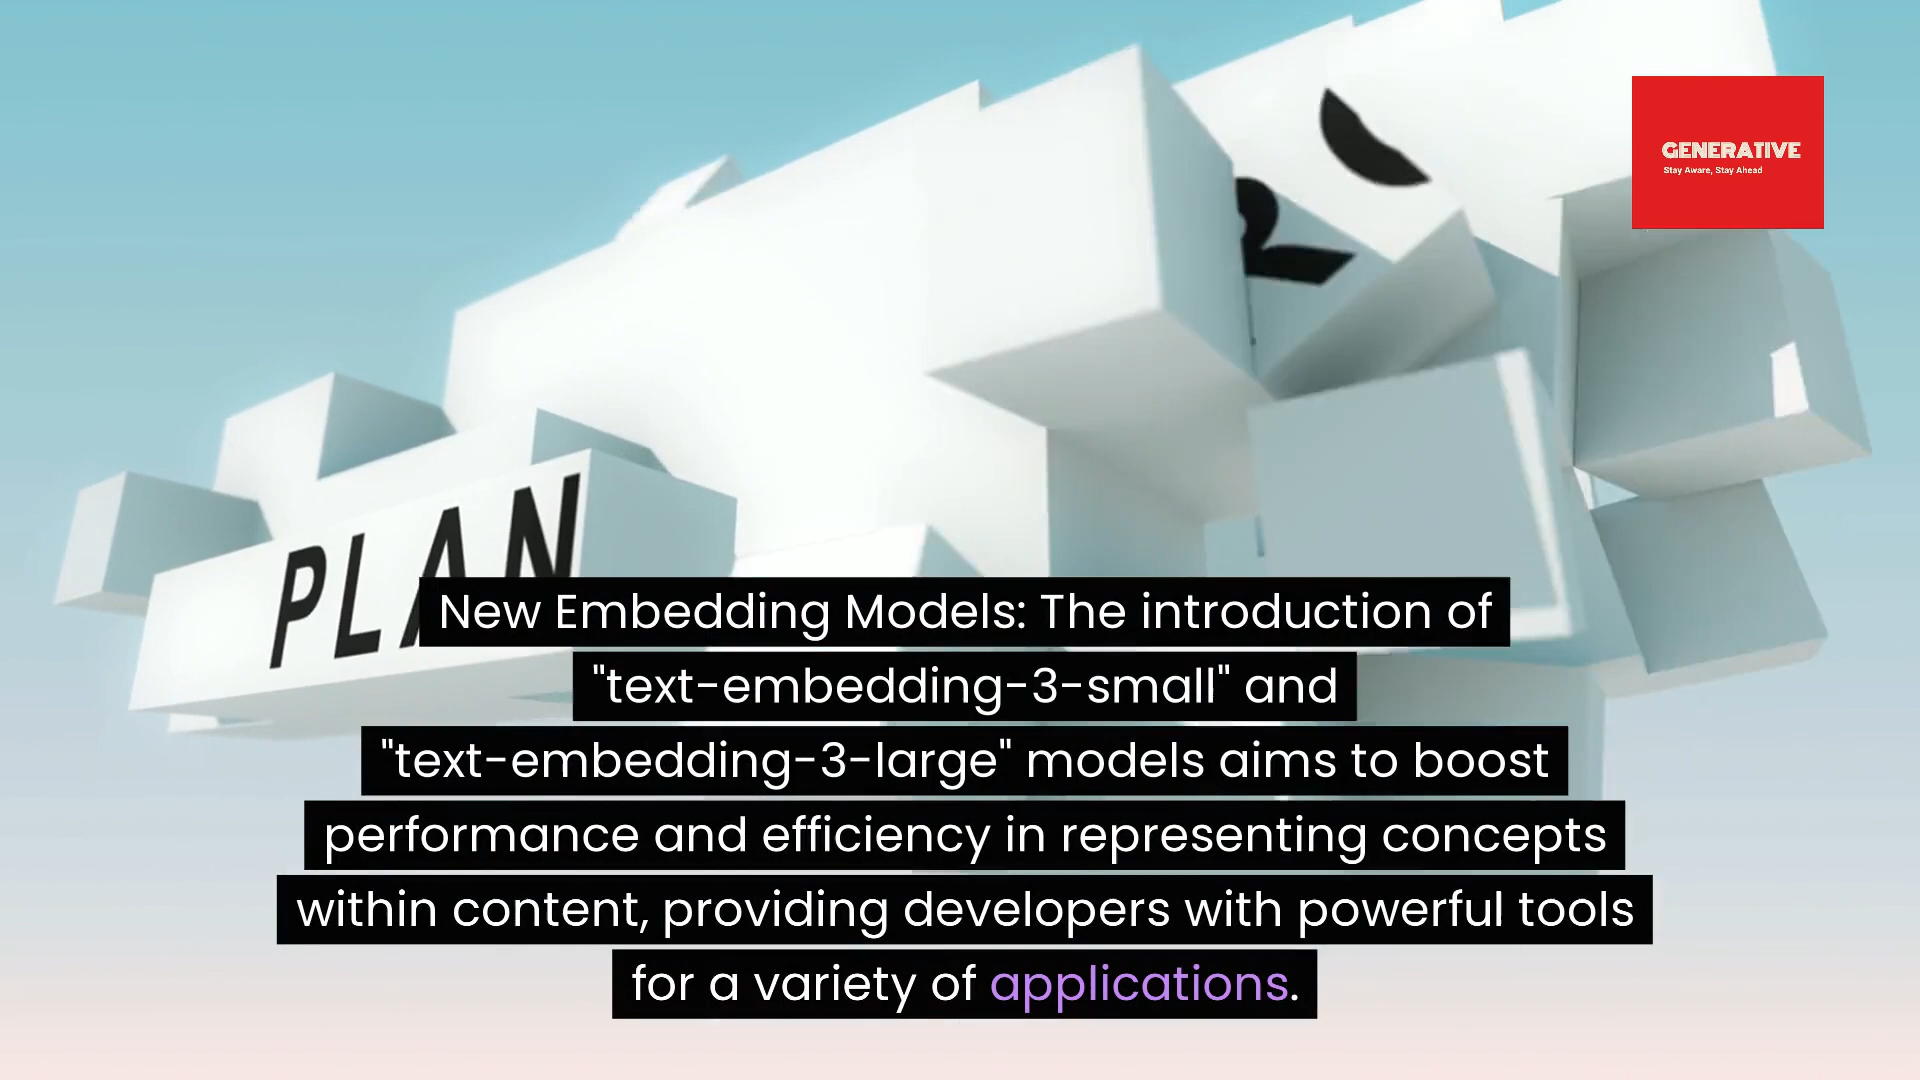 GENERATIVE
Stay Aware, Stay Ahead
PLAN
New Embedding Models: The introduction of
"text-embedding-3-small" and
"text-embedding-3-large" models aims to boost
performance and efficiency in representing concepts
within content, providing developers with powerful tools
for a variety of applications.